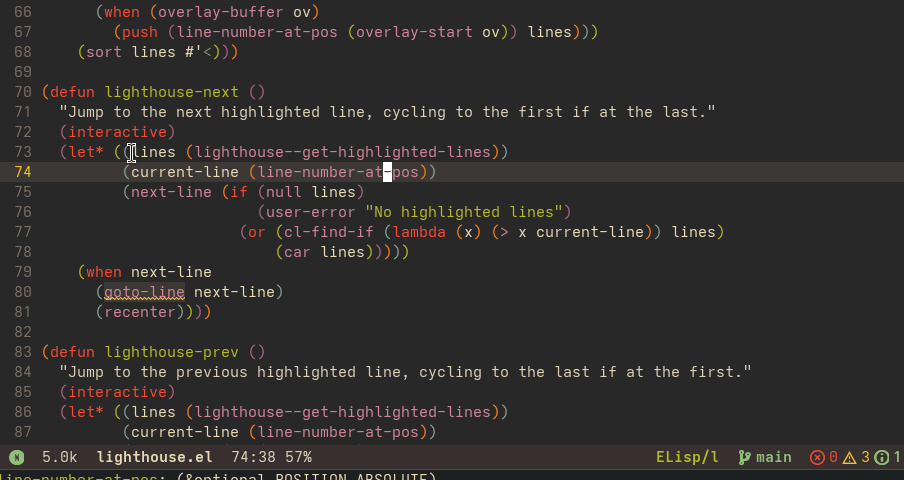 66       (when (overlay-buffer ov)
67         (push (line-number-at-pos (overlay-start ov)) lines)))
68     (sort lines #'<)))
69
70 (defun lighthouse-next ()
71   "Jump to the next highlighted line, cycling to the first if at the last."
72   (interactive)
73   (let* ((lines (lighthouse--get-highlighted-lines))
74          (current-line (line-number-at-pos))
75          (next-line (if (null lines)
76                         (user-error "No highlighted lines")
77                       (or (cl-find-if (lambda (x) (> x current-line)) lines)
78                           (car lines)))))
79     (when next-line
80       (goto-line next-line)
81       (recenter))))
82
83 (defun lighthouse-prev ()
84   "Jump to the previous highlighted line, cycling to the last if at the first."
85   (interactive)
86   (let* ((lines (lighthouse--get-highlighted-lines))
87          (current-line (line-number-at-pos))
N 5.0k lighthouse.el 74:38 57% ELisp/l main 0 3 1
line-number-at-pos: (&optional POSITION ABSOLUTE)